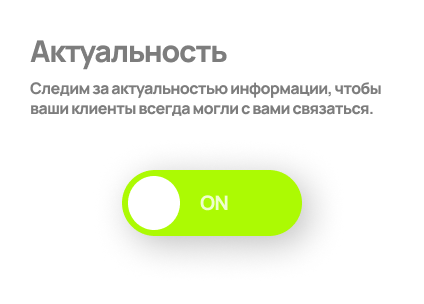 Актуальность
Следим за актуальностью информации, чтобы
ваши клиенты всегда могли с вами связаться.
ON